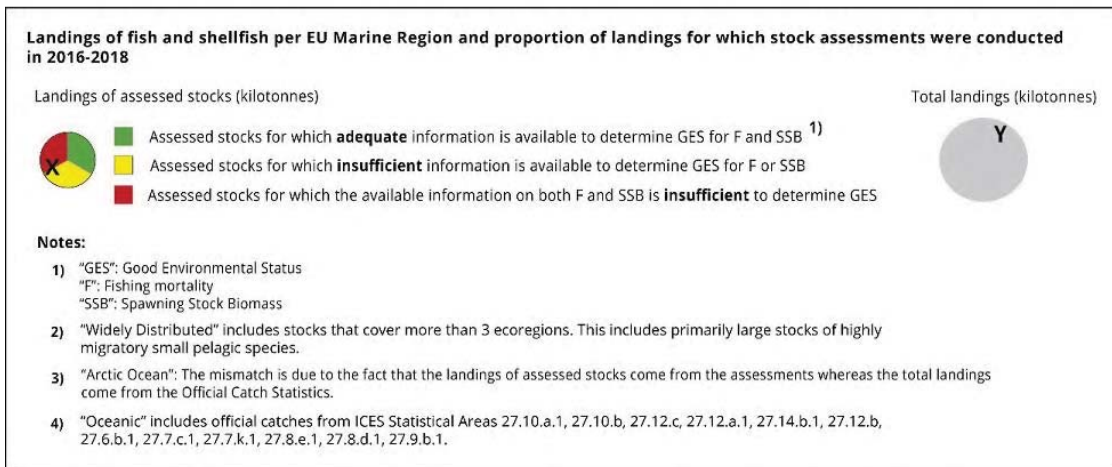 Landings of fish and shellfish per EU Marine Region and proportion of landings for which stock assessments were conducted
in 2016-2018
Landings of assessed stocks (kilotonnes)
Total landings (kilotonnes)
X
Y
Assessed stocks for which adequate information is available to determine GES for F and SSB 1)
Assessed stocks for which insufficient information is available to determine GES for F or SSB
Assessed stocks for which the available information on both F and SSB is insufficient to determine GES
Notes:
1) "GES": Good Environmental Status
"F": Fishing mortality
"SSB": Spawning Stock Biomass
2) "Widely Distributed" includes stocks that cover more than 3 ecoregions. This includes primarily large stocks of highly
migratory small pelagic species.
3) "Arctic Ocean": The mismatch is due to the fact that the landings of assessed stocks come from the assessments whereas the total landings
come from the Official Catch Statistics.
4) "Oceanic" includes official catches from ICES Statistical Areas 27.10.a.1, 27.10.b, 27.12.c, 27.12.a.1, 27.14.b.1, 27.12.b,
27.6.b.1, 27.7.c.1, 27.7.k.1, 27.8.e.1, 27.8.d.1, 27.9.b.1.